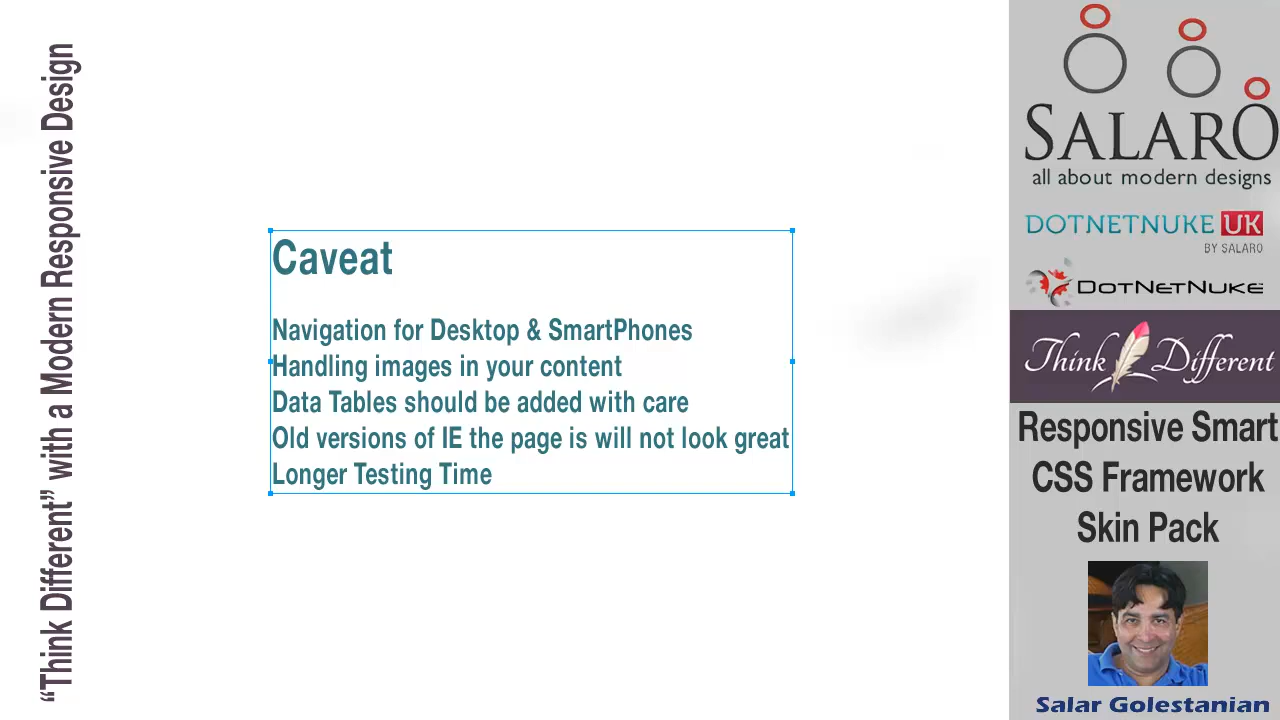 “Think Different” with a Modern Responsive Design
Caveat
Navigation for Desktop & SmartPhones
Handling images in your content
Data Tables should be added with care
Old versions of IE the page is will not look great
Longer Testing Time
SALARO
all about modern designs
DOTNETNUKE UK
BY SALARO
DOTNETNUKE
Think Different
Responsive Smart
CSS Framework
Skin Pack
Salar Golestanian